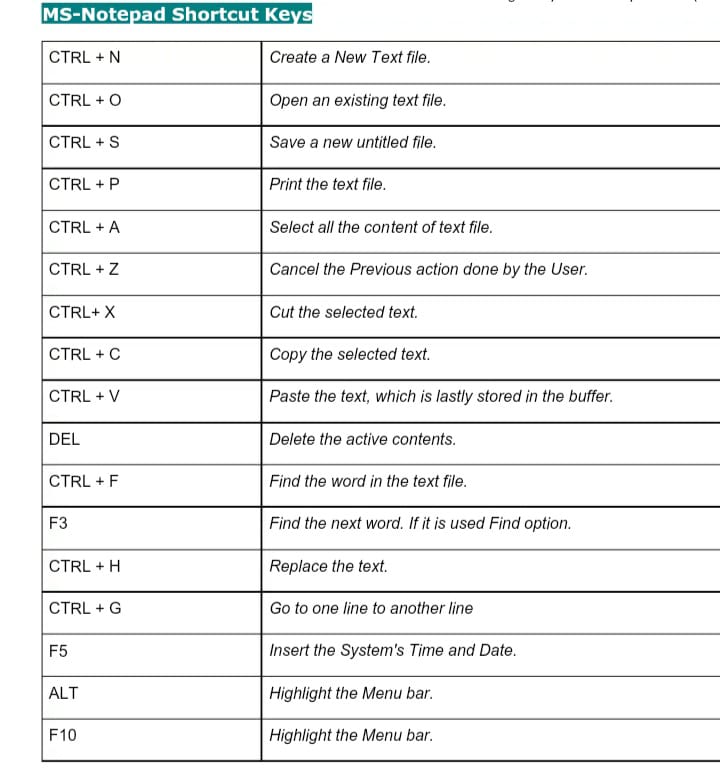 MS-Notepad Shortcut Keys
CTRL + N Create a New Text file.
CTRL + O Open an existing text file.
CTRL + S Save a new untitled file.
CTRL + P Print the text file.
CTRL + A Select all the content of text file.
CTRL + Z Cancel the Previous action done by the User.
CTRL+ X Cut the selected text.
CTRL + C Copy the selected text.
CTRL + V Paste the text, which is lastly stored in the buffer.
DEL Delete the active contents.
CTRL + F Find the word in the text file.
F3 Find the next word. If it is used Find option.
CTRL + H Replace the text.
CTRL + G Go to one line to another line
F5 Insert the System's Time and Date.
ALT Highlight the Menu bar.
F10 Highlight the Menu bar.